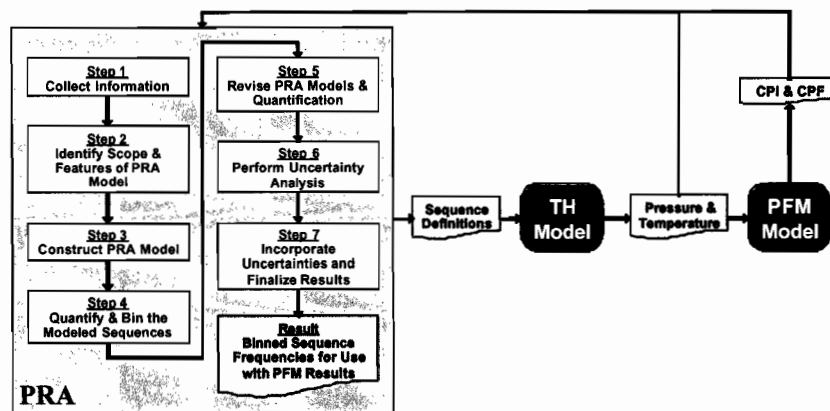 Step 1
Collect Information
Step 2
Identify Scope &
Features of PRA
Model
Step 3
Construct PRA Model
Step 4
Quantify & Bin the
Modeled Sequences
Step 5
Revise PRA Models &
Quantification
Step 6
Perform Uncertainty
Analysis
Step 7
Incorporate
Uncertainties and
Finalize Results
Result
Binned Sequence
Frequencies for Use
with PFM Results
PRA
Sequence
Definitions
TH
Model
Pressure &
Temperature
PFM
Model
CPI & CPF